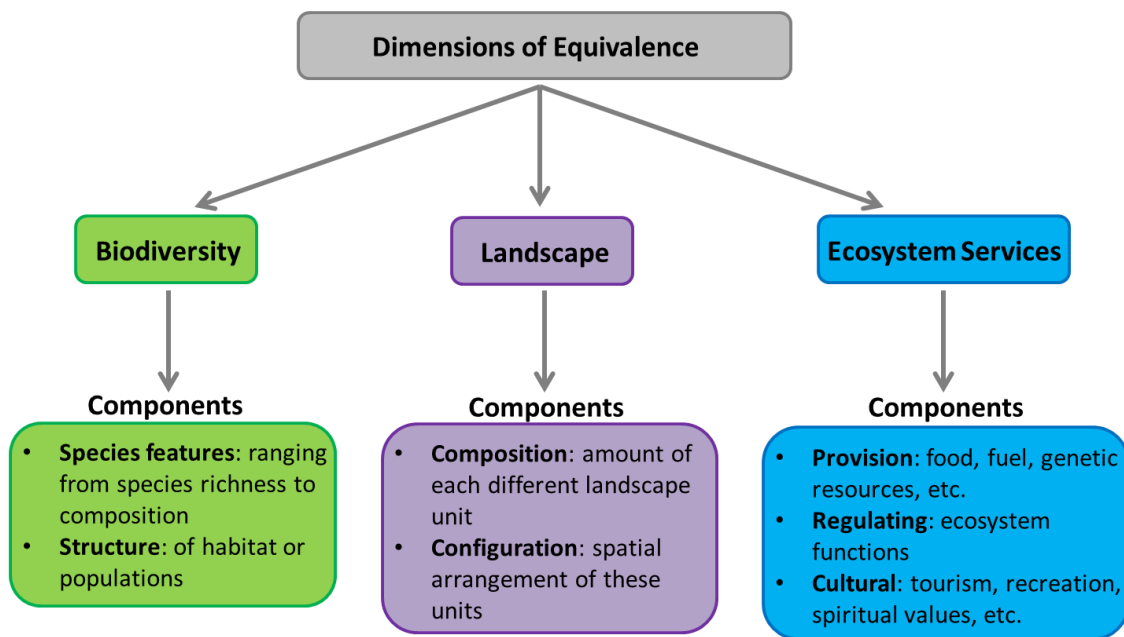 Dimensions of Equivalence
Biodiversity
Landscape
Ecosystem Services
Components
• Species features: ranging
from species richness to
composition
• Structure: of habitat or
populations
Components
• Composition: amount of
each different landscape
unit
• Configuration: spatial
arrangement of these
units
Components
• Provision: food, fuel, genetic
resources, etc.
• Regulating: ecosystem
functions
• Cultural: tourism, recreation,
spiritual values, etc.